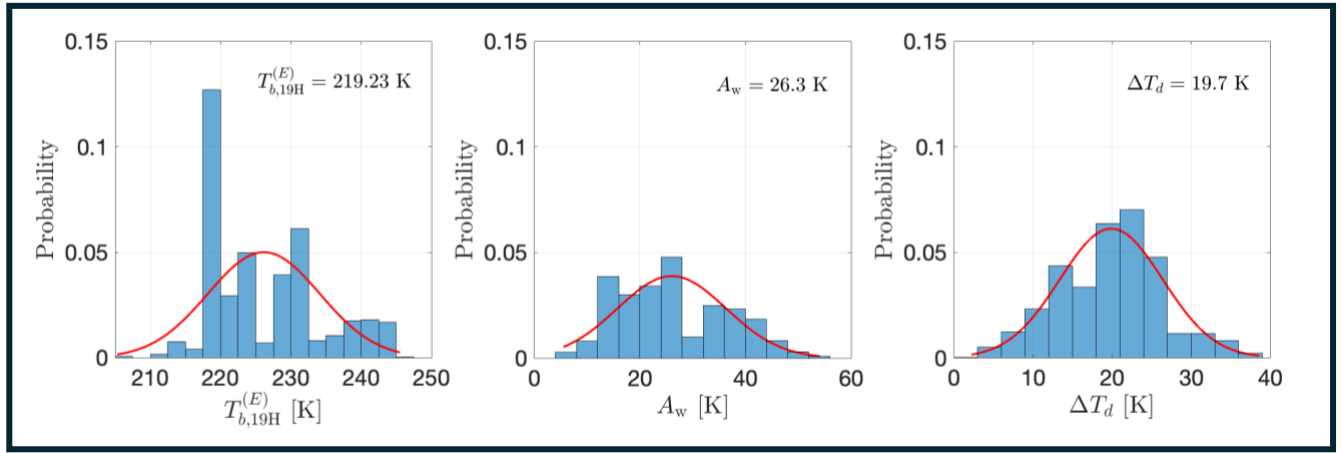 0.15
0.1
0.05
0
Probability
210 220 230 240 250
T_{b,19H}^{(E)} [K]
T_{b,19H}^{(E)} = 219.23 K
0.15
0.1
0.05
0
Probability
0 20 40 60
A_w [K]
A_w = 26.3 K
0.15
0.1
0.05
0
Probability
0 10 20 30 40
ΔT_d [K]
ΔT_d = 19.7 K